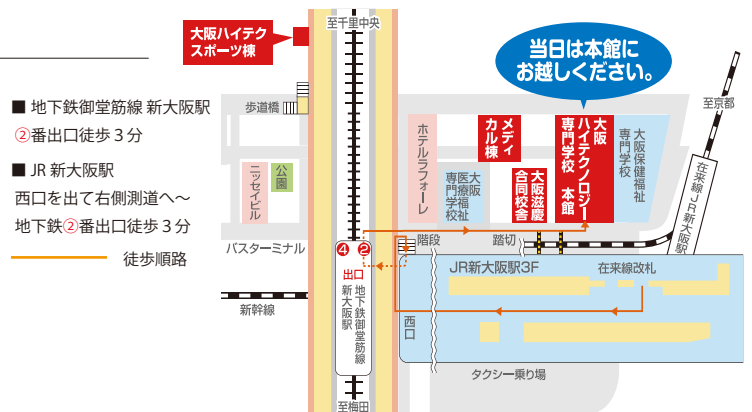 ■ 地下鉄御堂筋線 新大阪駅
②番出口徒歩３分
■ JR 新大阪駅
西口を出て右側測道へ〜
地下鉄②番出口徒歩３分
徒歩順路
大阪ハイテク
スポーツ棟
至千里中央
当日は本館に
お越しください。
至京都
歩道橋
ニッセイビル
公園
バスターミナル
ホテルラフォーレ
大阪
医療福祉
専門学校
メディ
カル棟
大阪滋慶
合同校舎
大阪
ハイテクノロジー
専門学校 本館
大阪保健福祉
専門学校
在来線JR新大阪駅
④ ②
出口
地下鉄御堂筋線
新大阪駅
階段
踏切
JR新大阪駅3F
在来線改札
西口
新幹線
タクシー乗り場
至梅田